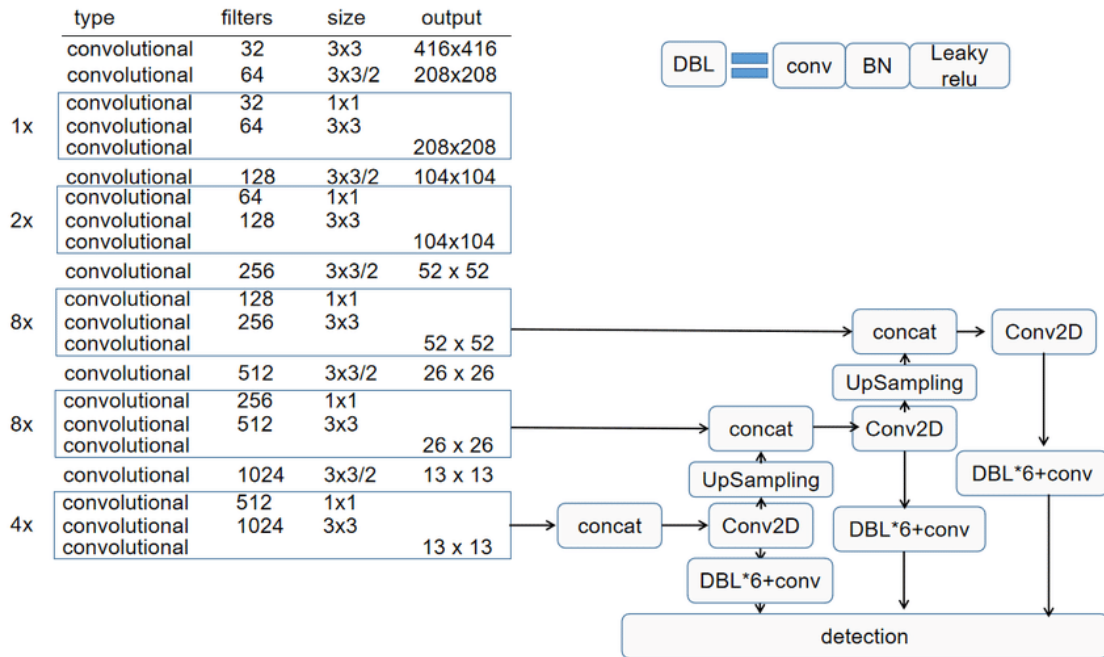 type filters size output
convolutional 32 3x3 416x416
convolutional 64 3x3/2 208x208
convolutional 32 1x1
1x convolutional 64 3x3
convolutional 208x208
convolutional 128 3x3/2 104x104
convolutional 64 1x1
2x convolutional 128 3x3
convolutional 104x104
convolutional 256 3x3/2 52 x 52
convolutional 128 1x1
8x convolutional 256 3x3
convolutional 52 x 52
convolutional 512 3x3/2 26 x 26
convolutional 256 1x1
8x convolutional 512 3x3
convolutional 26 x 26
convolutional 1024 3x3/2 13 x 13
convolutional 512 1x1
4x convolutional 1024 3x3
convolutional 13 x 13
DBL conv BN Leaky
relu
concat Conv2D
UpSampling
concat Conv2D
UpSampling
DBL*6+conv
concat Conv2D
DBL*6+conv
DBL*6+conv
detection